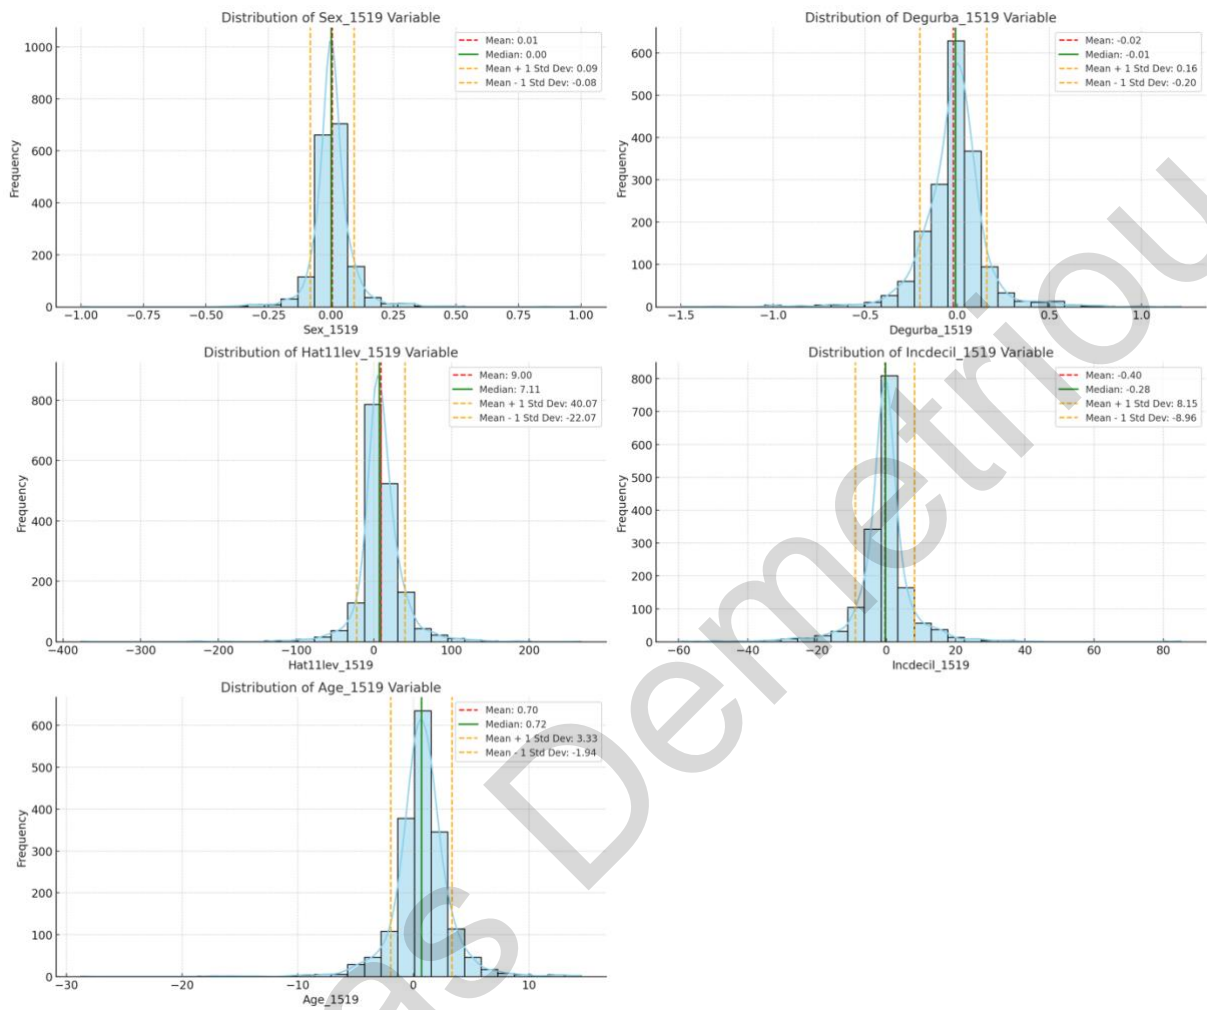 Distribution of Sex_1519 Variable
Mean: 0.01
Median: 0.00
Mean + 1 Std Dev: 0.09
Mean - 1 Std Dev: -0.08
Frequency
1000
800
600
400
200
0
−1.00 −0.75 −0.50 −0.25 0.00 0.25 0.50 0.75 1.00
Sex_1519
Distribution of Degurba_1519 Variable
Mean: -0.02
Median: -0.01
Mean + 1 Std Dev: 0.16
Mean - 1 Std Dev: -0.20
Frequency
600
500
400
300
200
100
0
−1.5 −1.0 −0.5 0.0 0.5 1.0
Degurba_1519
Distribution of Hat11lev_1519 Variable
Mean: 9.00
Median: 7.11
Mean + 1 Std Dev: 40.07
Mean - 1 Std Dev: -22.07
Frequency
800
600
400
200
0
−400 −300 −200 −100 0 100 200
Hat11lev_1519
Distribution of Incdecil_1519 Variable
Mean: -0.40
Median: -0.28
Mean + 1 Std Dev: 8.15
Mean - 1 Std Dev: -8.96
Frequency
800
700
600
500
400
300
200
100
0
−60 −40 −20 0 20 40 60 80
Incdecil_1519
Distribution of Age_1519 Variable
Mean: 0.70
Median: 0.72
Mean + 1 Std Dev: 3.33
Mean - 1 Std Dev: -1.94
Frequency
600
500
400
300
200
100
0
−30 −20 −10 0 10
Age_1519
as Demetriou